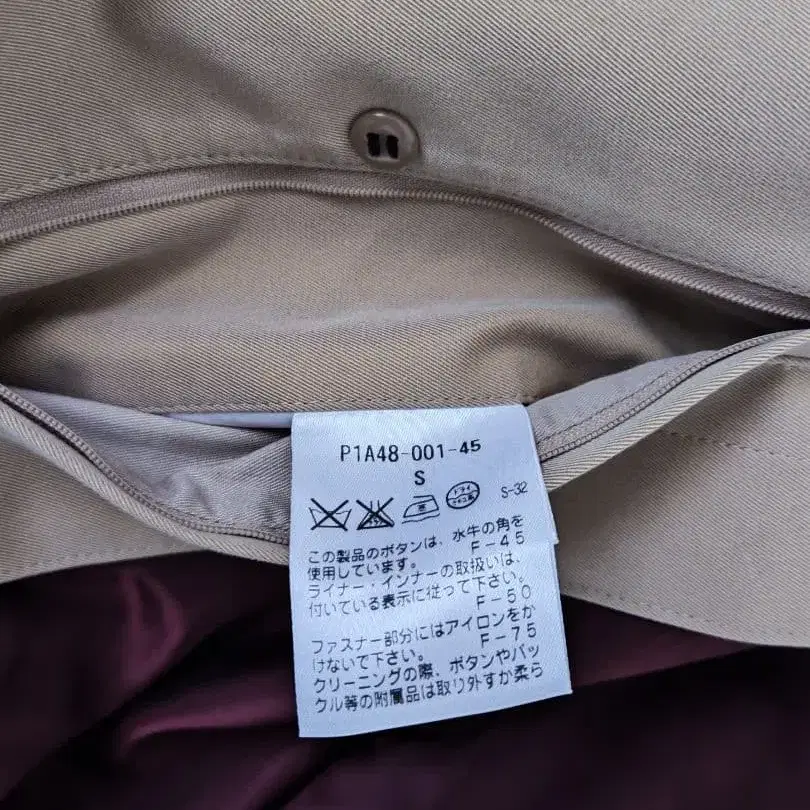 P1A48-001-45
S
ドライ
S-32
この製品のボタンは、水牛の角を
使用しています。 F-45
ライナー・インナーの取扱いは、
付いている表示に従って下さい。
F-50
ファスナー部分にはアイロンをか
けないで下さい。 F-75
クリーニングの際、ボタンやバッ
クル等の附属品は取り外すか柔ら